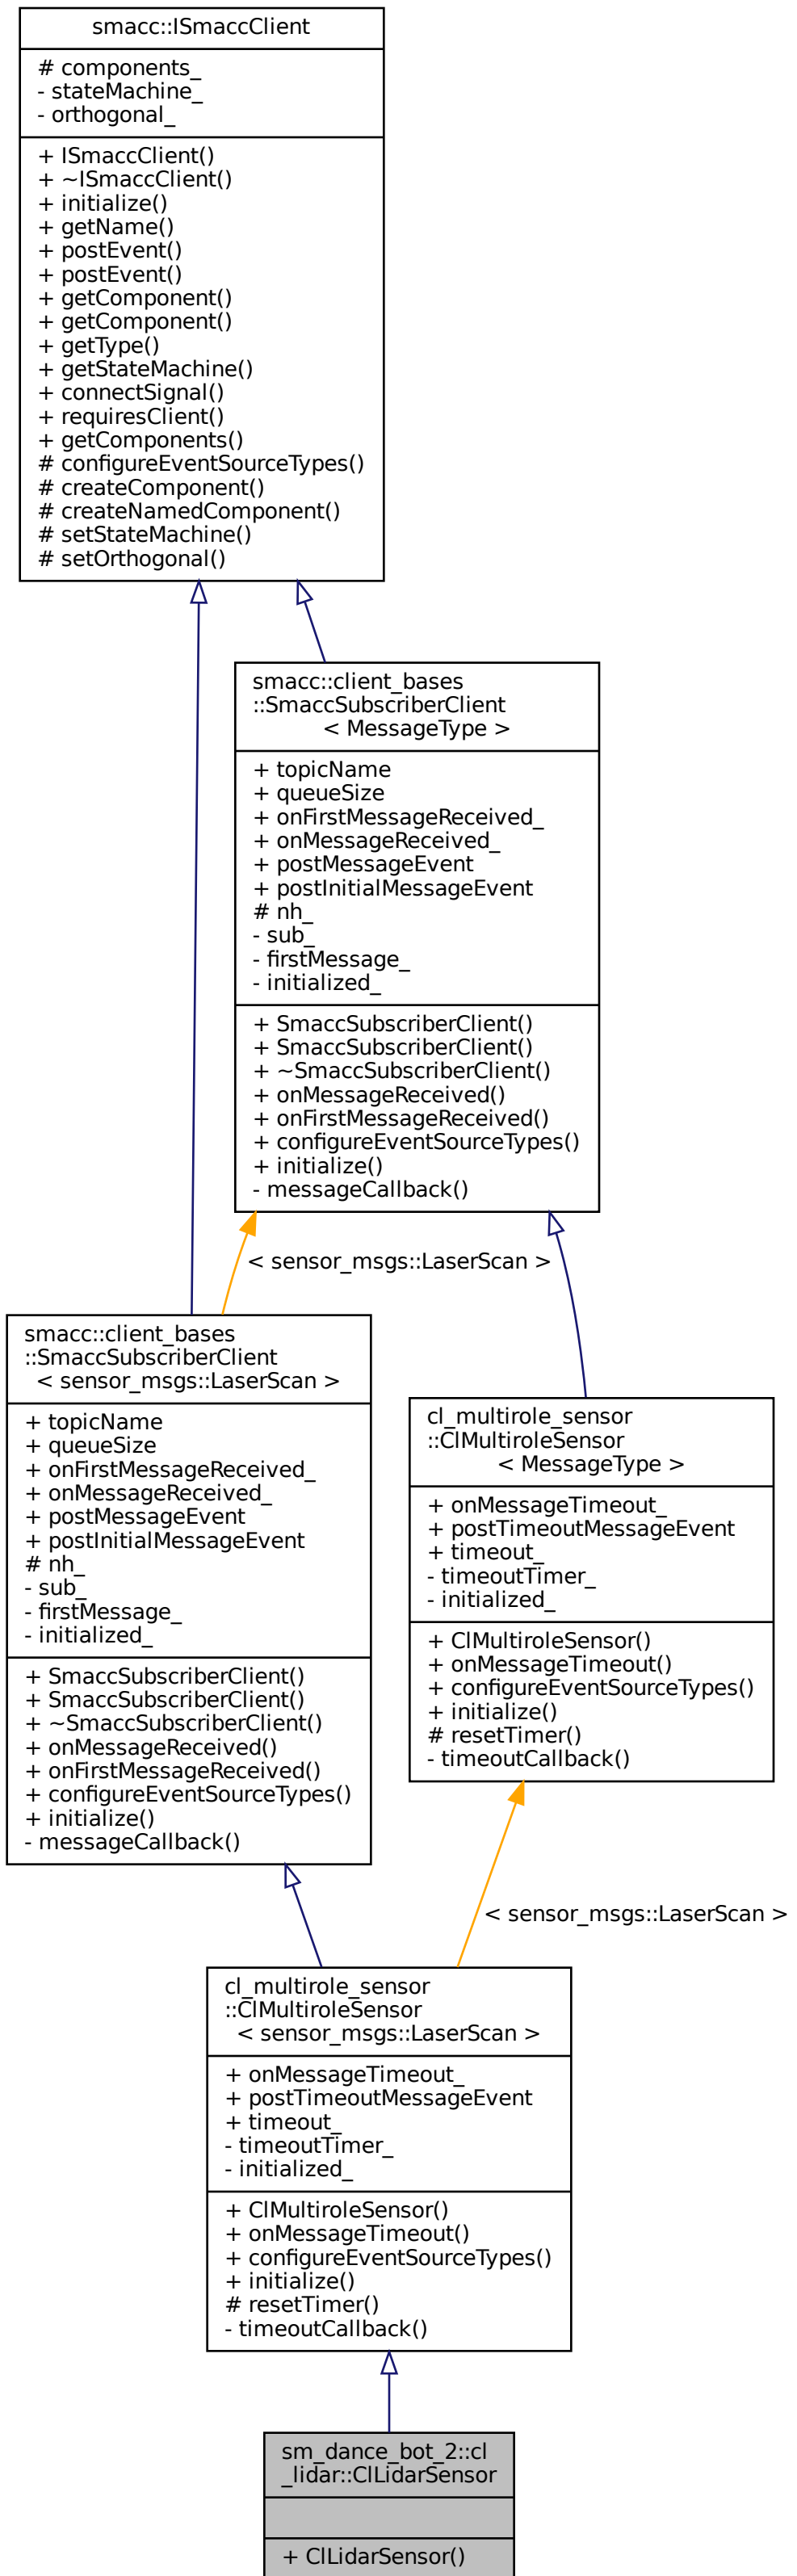 smacc::ISmaccClient
# components_
- stateMachine_
- orthogonal_
+ ISmaccClient()
+ ~ISmaccClient()
+ initialize()
+ getName()
+ postEvent()
+ postEvent()
+ getComponent()
+ getComponent()
+ getType()
+ getStateMachine()
+ connectSignal()
+ requiresClient()
+ getComponents()
# configureEventSourceTypes()
# createComponent()
# createNamedComponent()
# setStateMachine()
# setOrthogonal()
smacc::client_bases
::SmaccSubscriberClient
< MessageType >
+ topicName
+ queueSize
+ onFirstMessageReceived_
+ onMessageReceived_
+ postMessageEvent
+ postInitialMessageEvent
# nh_
- sub_
- firstMessage_
- initialized_
+ SmaccSubscriberClient()
+ SmaccSubscriberClient()
+ ~SmaccSubscriberClient()
+ onMessageReceived()
+ onFirstMessageReceived()
+ configureEventSourceTypes()
+ initialize()
- messageCallback()
< sensor_msgs::LaserScan >
smacc::client_bases
::SmaccSubscriberClient
< sensor_msgs::LaserScan >
+ topicName
+ queueSize
+ onFirstMessageReceived_
+ onMessageReceived_
+ postMessageEvent
+ postInitialMessageEvent
# nh_
- sub_
- firstMessage_
- initialized_
+ SmaccSubscriberClient()
+ SmaccSubscriberClient()
+ ~SmaccSubscriberClient()
+ onMessageReceived()
+ onFirstMessageReceived()
+ configureEventSourceTypes()
+ initialize()
- messageCallback()
cl_multirole_sensor
::ClMultiroleSensor
< MessageType >
+ onMessageTimeout_
+ postTimeoutMessageEvent
+ timeout_
- timeoutTimer_
- initialized_
+ ClMultiroleSensor()
+ onMessageTimeout()
+ configureEventSourceTypes()
+ initialize()
# resetTimer()
- timeoutCallback()
< sensor_msgs::LaserScan >
cl_multirole_sensor
::ClMultiroleSensor
< sensor_msgs::LaserScan >
+ onMessageTimeout_
+ postTimeoutMessageEvent
+ timeout_
- timeoutTimer_
- initialized_
+ ClMultiroleSensor()
+ onMessageTimeout()
+ configureEventSourceTypes()
+ initialize()
# resetTimer()
- timeoutCallback()
sm_dance_bot_2::cl
_lidar::ClLidarSensor
+ ClLidarSensor()